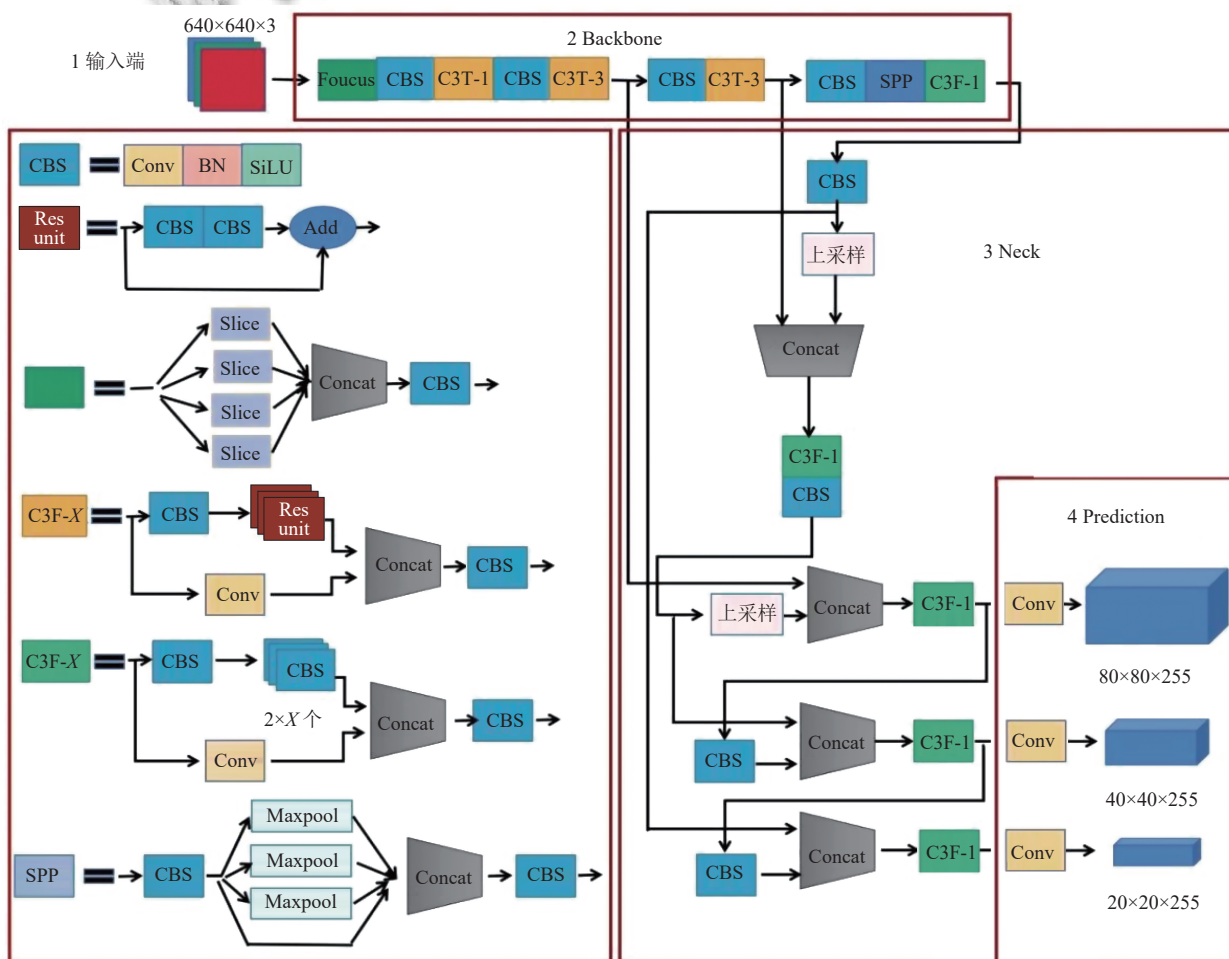 640×640×3
1 输入端
2 Backbone
Foucus CBS C3T-1 CBS C3T-3
CBS C3T-3
CBS SPP C3F-1
CBS
Conv BN SiLU
Res
unit
CBS CBS
Add
Slice
Slice
Slice
Slice
Concat
CBS
C3F-X
CBS
Res
unit
Conv
Concat
CBS
C3F-X
CBS
CBS
2×X 个
Conv
Concat
CBS
SPP
CBS
Maxpool
Maxpool
Maxpool
Concat
CBS
3 Neck
CBS
上采样
Concat
C3F-1
CBS
上采样
Concat
C3F-1
CBS
Concat
C3F-1
CBS
Concat
C3F-1
4 Prediction
Conv
80×80×255
Conv
40×40×255
Conv
20×20×255